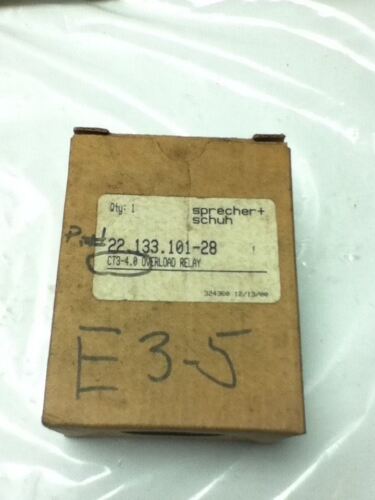 Qty: 1
sprecher+
schuh
22.133.101-28
CT3-4.0 OVERLOAD RELAY
324360 12/13/00
E 3-5